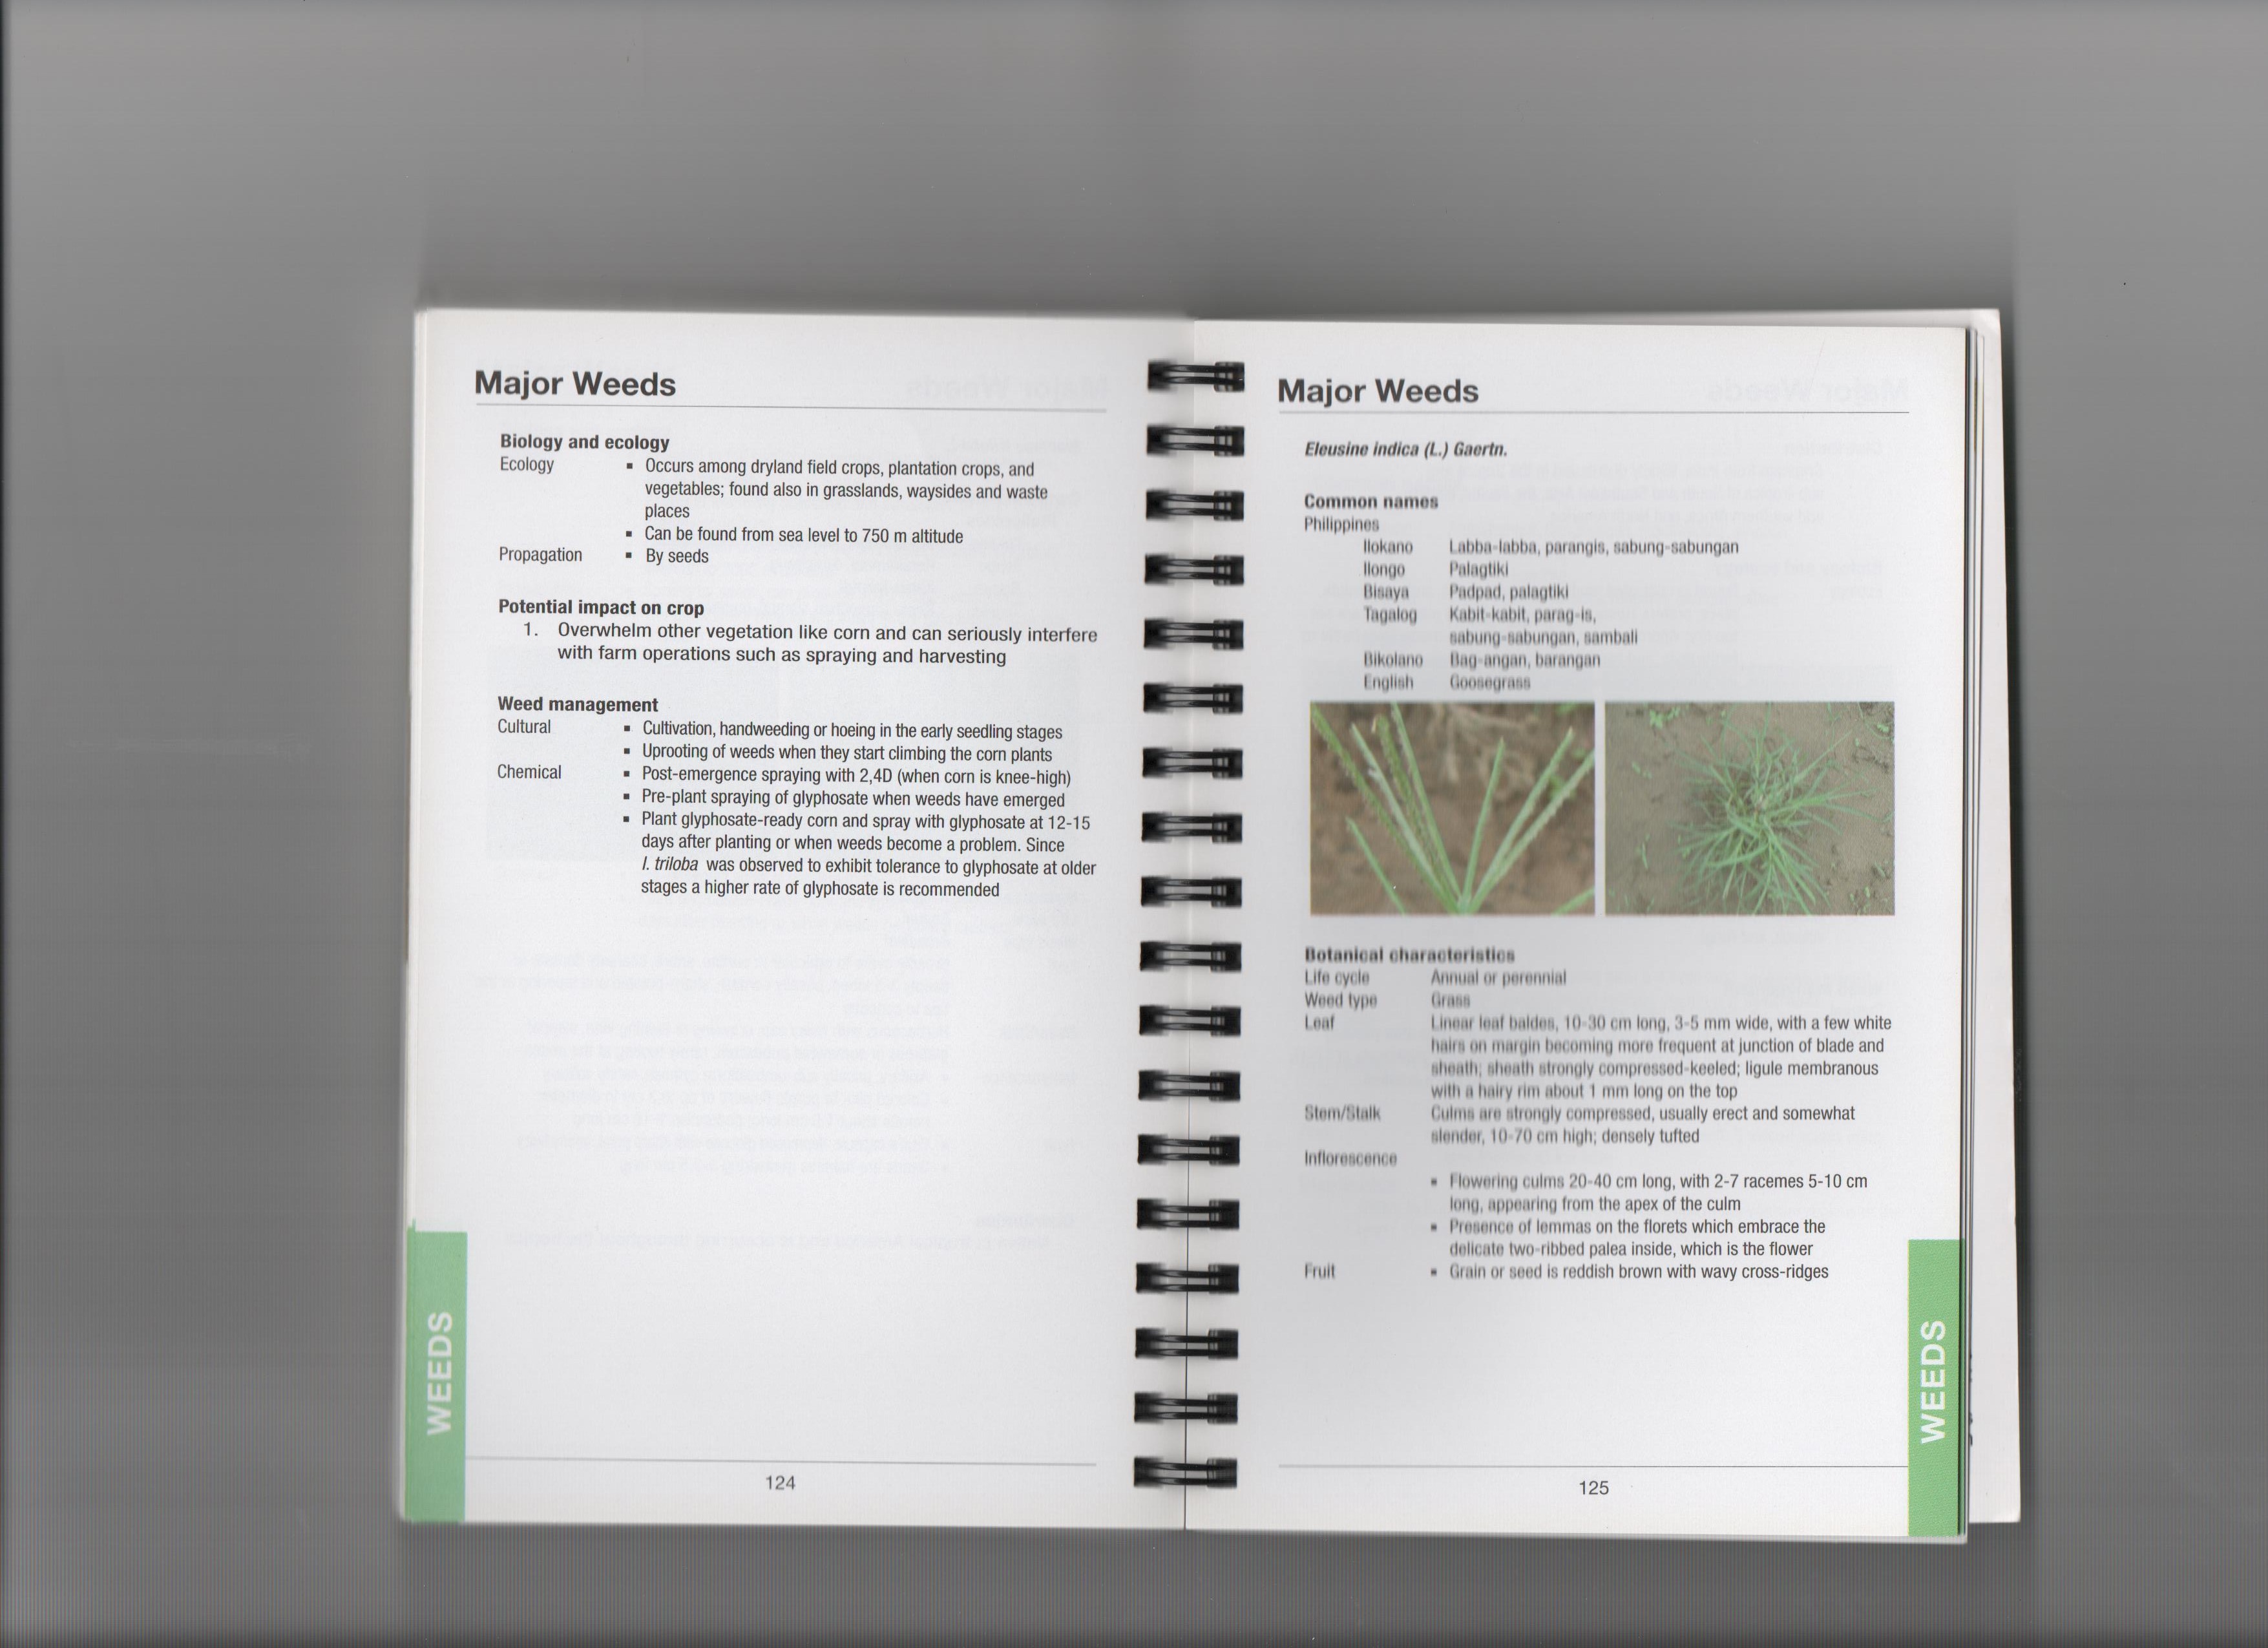 Major Weeds
Biology and ecology
Ecology ▪ Occurs among dryland field crops, plantation crops, and
vegetables; found also in grasslands, waysides and waste
places
▪ Can be found from sea level to 750 m altitude
Propagation ▪ By seeds
Potential impact on crop
1. Overwhelm other vegetation like corn and can seriously interfere
with farm operations such as spraying and harvesting
Weed management
Cultural ▪ Cultivation, handweeding or hoeing in the early seedling stages
▪ Uprooting of weeds when they start climbing the corn plants
Chemical ▪ Post-emergence spraying with 2,4D (when corn is knee-high)
▪ Pre-plant spraying of glyphosate when weeds have emerged
▪ Plant glyphosate-ready corn and spray with glyphosate at 12-15
days after planting or when weeds become a problem. Since
I. triloba was observed to exhibit tolerance to glyphosate at older
stages a higher rate of glyphosate is recommended
WEEDS
124
Major Weeds
Eleusine indica (L.) Gaertn.
Common names
Philippines
Ilokano Labba-labba, parangis, sabung-sabungan
Ilongo Palagtiki
Bisaya Padpad, palagtiki
Tagalog Kabit-kabit, parag-is,
sabung-sabungan, sambali
Bikolano Bag-angan, barangan
English Goosegrass
Botanical characteristics
Life cycle Annual or perennial
Weed type Grass
Leaf Linear leaf baldes, 10-30 cm long, 3-5 mm wide, with a few white
hairs on margin becoming more frequent at junction of blade and
sheath; sheath strongly compressed-keeled; ligule membranous
with a hairy rim about 1 mm long on the top
Stem/Stalk Culms are strongly compressed, usually erect and somewhat
slender, 10-70 cm high; densely tufted
Inflorescence
▪ Flowering culms 20-40 cm long, with 2-7 racemes 5-10 cm
long, appearing from the apex of the culm
▪ Presence of lemmas on the florets which embrace the
delicate two-ribbed palea inside, which is the flower
Fruit ▪ Grain or seed is reddish brown with wavy cross-ridges
WEEDS
125